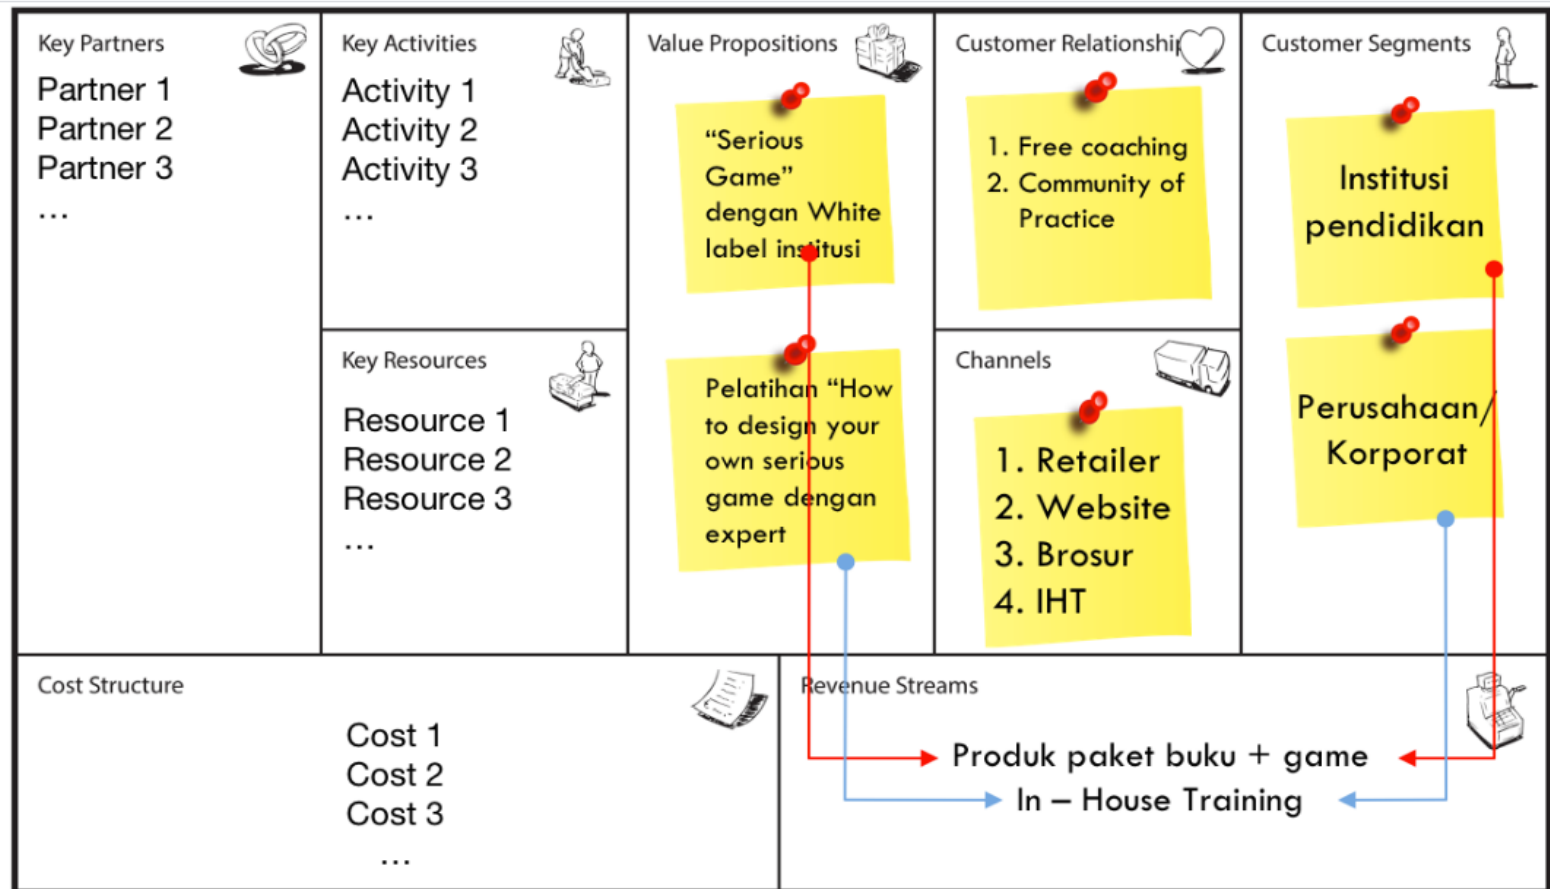 Key Partners
Partner 1
Partner 2
Partner 3
...
Key Activities
Activity 1
Activity 2
Activity 3
...
Key Resources
Resource 1
Resource 2
Resource 3
...
Value Propositions
“Serious
Game”
dengan White
label institusi
Pelatihan “How
to design your
own serious
game dengan
expert
Customer Relationship
1. Free coaching
2. Community of
Practice
Channels
1. Retailer
2. Website
3. Brosur
4. IHT
Customer Segments
Institusi
pendidikan
Perusahaan/
Korporat
Cost Structure
Cost 1
Cost 2
Cost 3
...
Revenue Streams
Produk paket buku + game
In – House Training